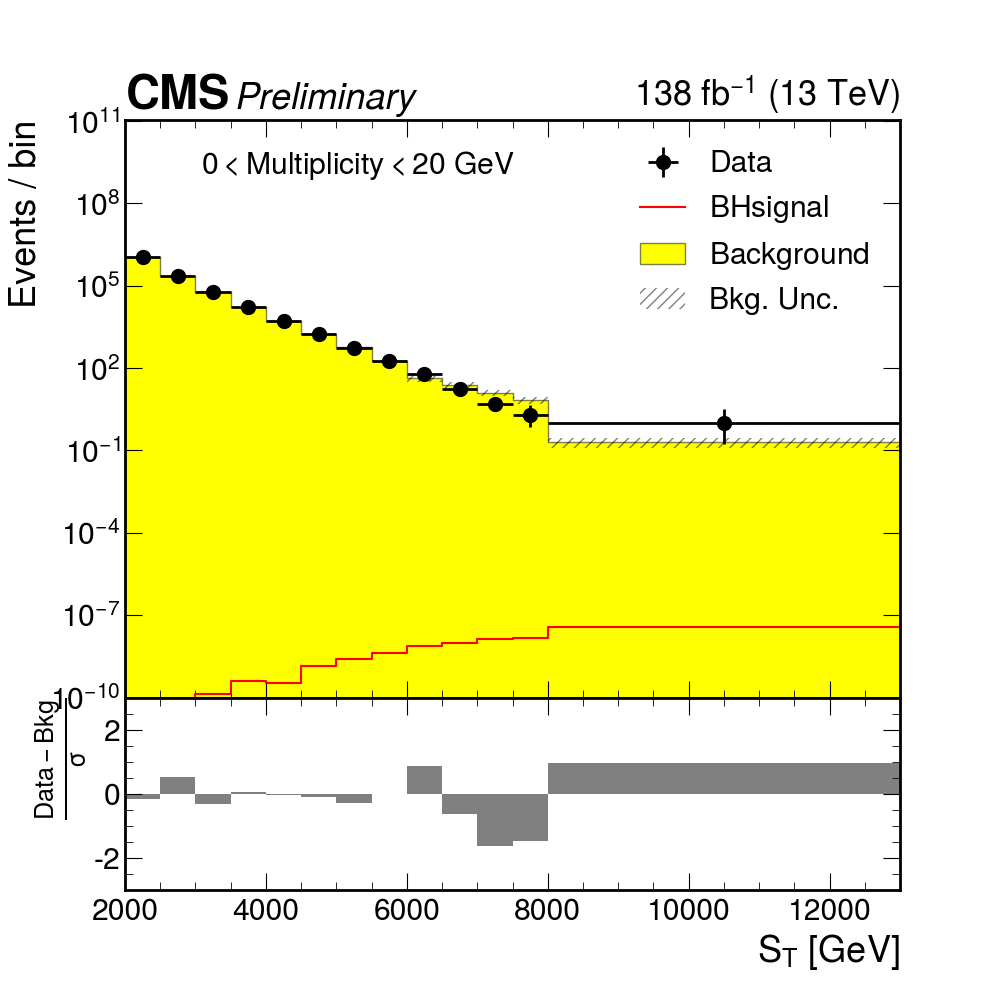 CMS Preliminary 138 fb⁻¹ (13 TeV)
0 < Multiplicity < 20 GeV
Data
BHsignal
Background
Bkg. Unc.
Events / bin
10¹¹
10⁸
10⁵
10²
10⁻¹
10⁻⁴
10⁻⁷
10⁻¹⁰
Data − Bkg
σ
2
0
-2
2000 4000 6000 8000 10000 12000
S_T [GeV]